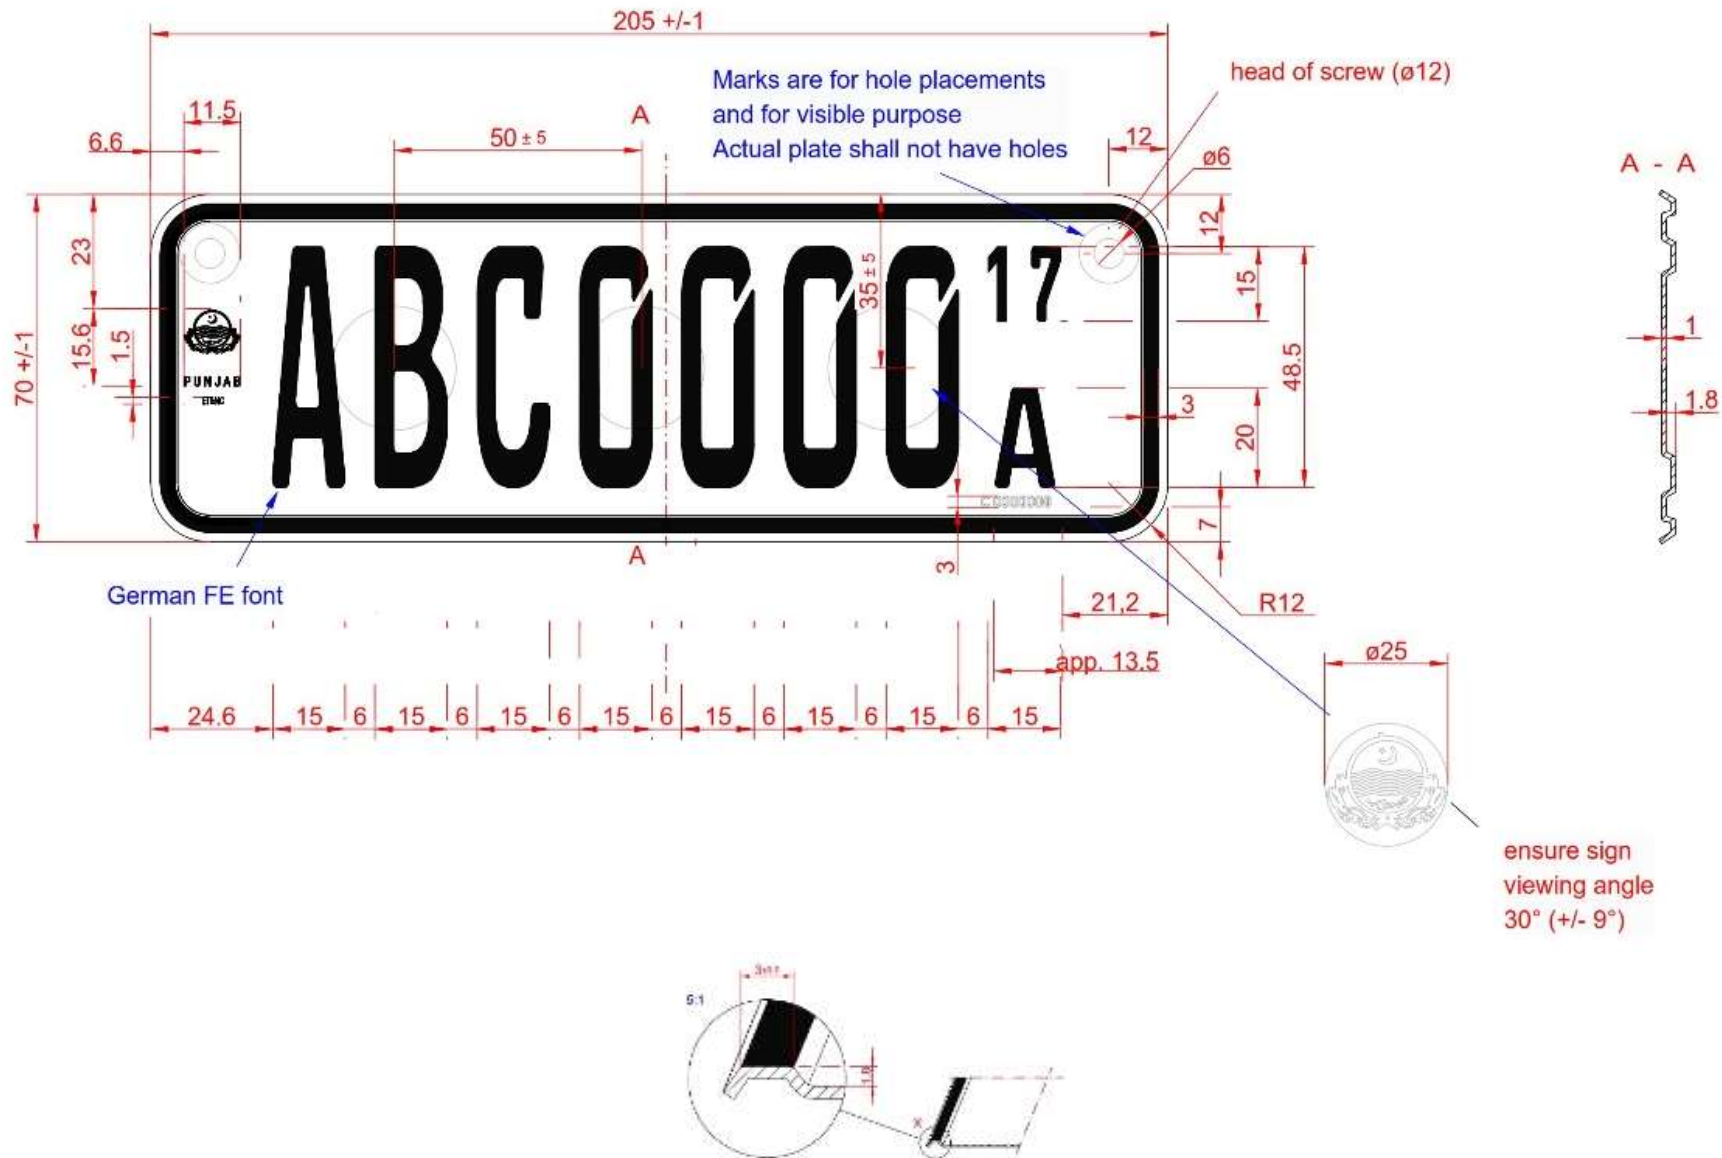 205 +/-1
Marks are for hole placements
and for visible purpose
Actual plate shall not have holes
head of screw (ø12)
11.5
6.6
50 ± 5
A
12
ø6
A - A
23
12
35 ± 5
15
ABC0000
17
70 +/-1
15.6
1.5
48.5
1
PUNJAB
3
1.8
20
A
7
A
3
German FE font
21,2
R12
app. 13.5
ø25
24.6
15
6
15
6
15
6
15
6
15
6
15
6
15
6
15
ensure sign
viewing angle
30° (+/- 9°)
5:1
X